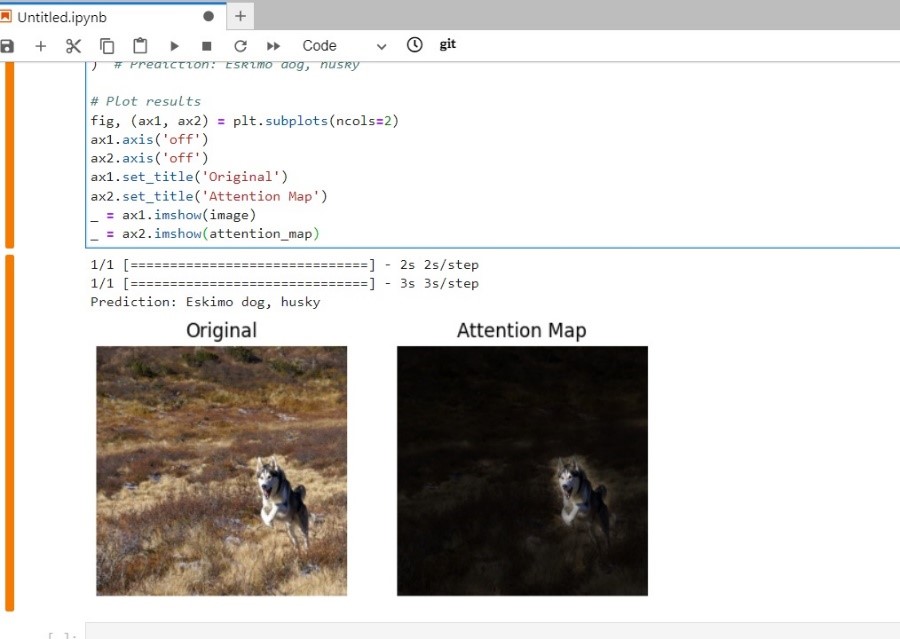 Untitled.ipynb
Code
git
) # Prediction: Eskimo dog, husky
# Plot results
fig, (ax1, ax2) = plt.subplots(ncols=2)
ax1.axis('off')
ax2.axis('off')
ax1.set_title('Original')
ax2.set_title('Attention Map')
_ = ax1.imshow(image)
_ = ax2.imshow(attention_map)
1/1 [==============================] - 2s 2s/step
1/1 [==============================] - 3s 3s/step
Prediction: Eskimo dog, husky
Original Attention Map
[ ]: